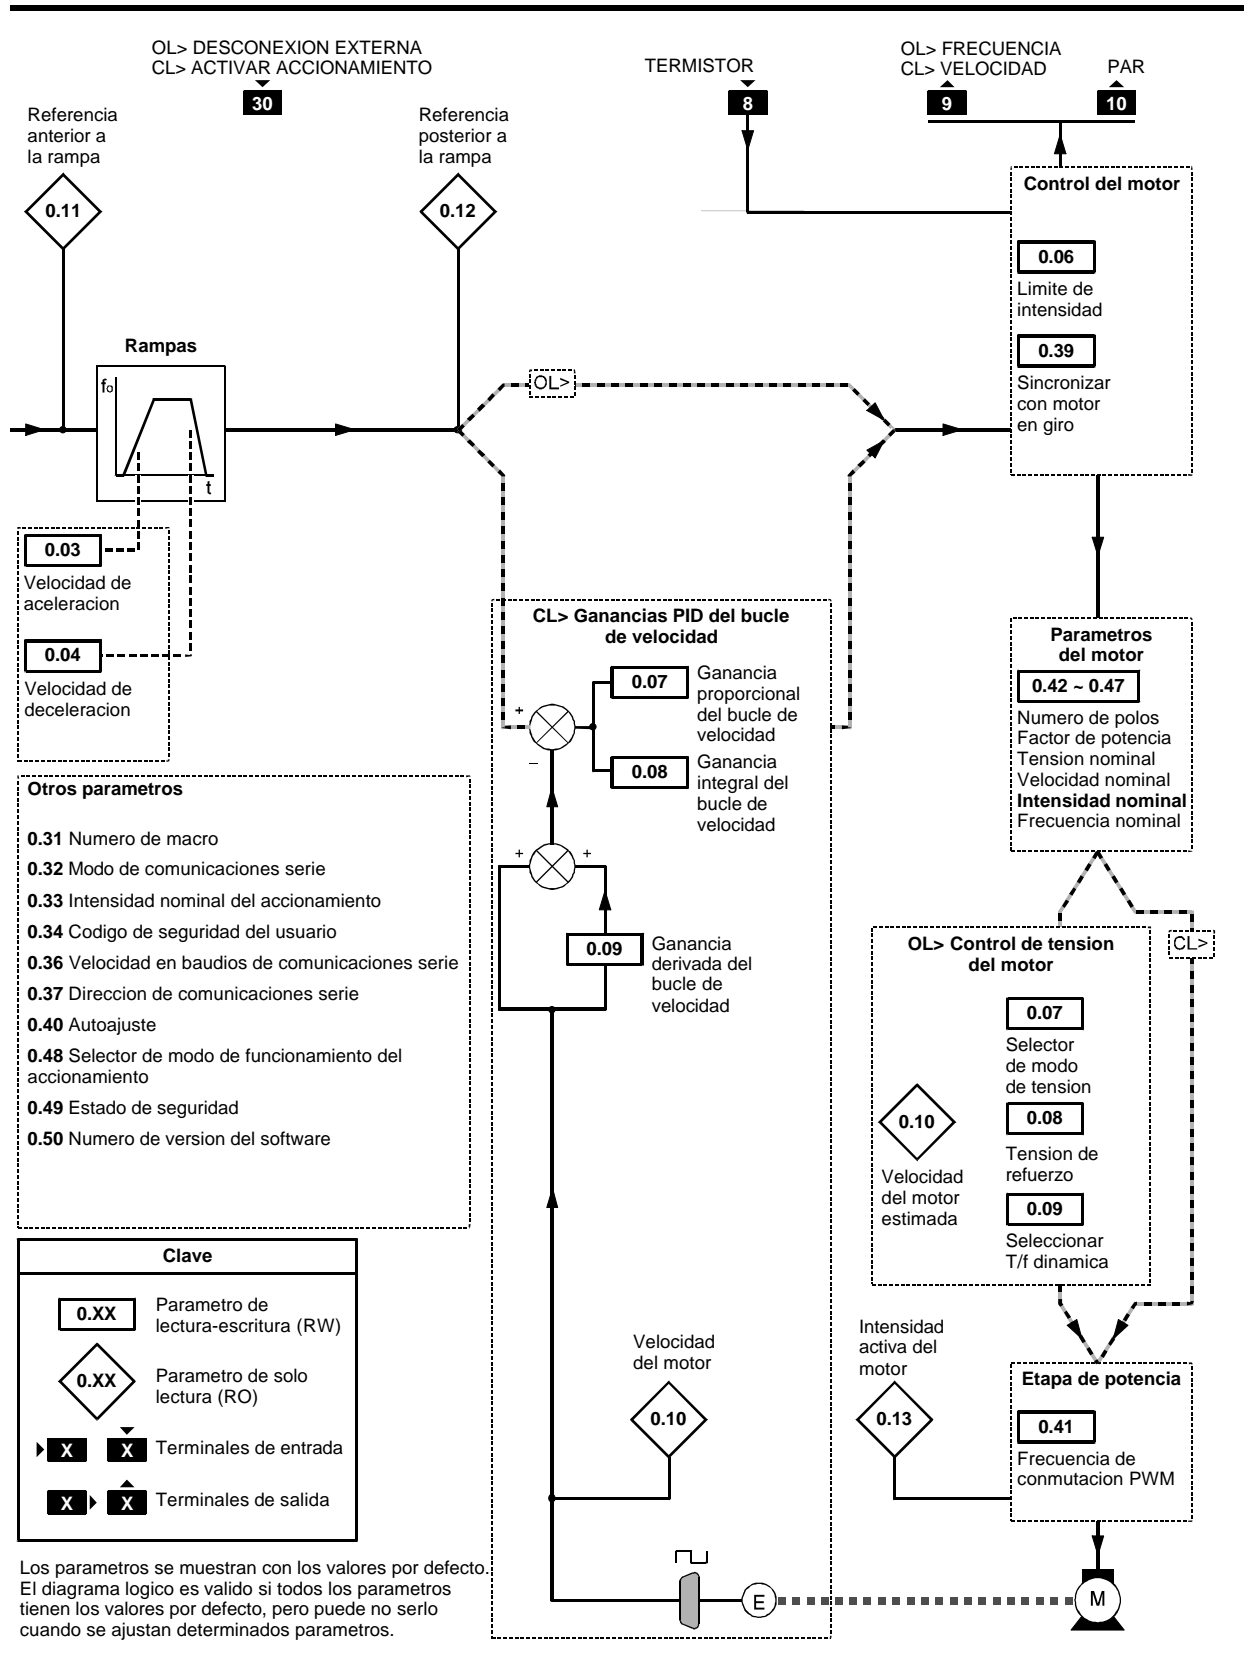 OL> DESCONEXION EXTERNA
CL> ACTIVAR ACCIONAMIENTO
30
TERMISTOR
8
OL> FRECUENCIA
CL> VELOCIDAD
9
PAR
10
Referencia
anterior a
la rampa
0.11
Referencia
posterior a
la rampa
0.12
Control del motor
0.06
Limite de
intensidad
0.39
Sincronizar
con motor
en giro
Rampas
fo
t
OL>
0.03
Velocidad de
aceleracion
0.04
Velocidad de
deceleracion
CL> Ganancias PID del bucle
de velocidad
0.07
Ganancia
proporcional
del bucle de
velocidad
+
−
0.08
Ganancia
integral del
bucle de
velocidad
+
+
0.09
Ganancia
derivada del
bucle de
velocidad
Parametros
del motor
0.42 ~ 0.47
Numero de polos
Factor de potencia
Tension nominal
Velocidad nominal
Intensidad nominal
Frecuencia nominal
Otros parametros
0.31 Numero de macro
0.32 Modo de comunicaciones serie
0.33 Intensidad nominal del accionamiento
0.34 Codigo de seguridad del usuario
0.36 Velocidad en baudios de comunicaciones serie
0.37 Direccion de comunicaciones serie
0.40 Autoajuste
0.48 Selector de modo de funcionamiento del
accionamiento
0.49 Estado de seguridad
0.50 Numero de version del software
OL> Control de tension
del motor
CL>
0.07
Selector
de modo
de tension
0.10
Velocidad
del motor
estimada
0.08
Tension de
refuerzo
0.09
Seleccionar
T/f dinamica
Clave
0.XX
Parametro de
lectura-escritura (RW)
0.XX
Parametro de solo
lectura (RO)
X
X
Terminales de entrada
X
X
Terminales de salida
Velocidad
del motor
0.10
Intensidad
activa del
motor
0.13
Etapa de potencia
0.41
Frecuencia de
conmutacion PWM
E
M
Los parametros se muestran con los valores por defecto.
El diagrama logico es valido si todos los parametros
tienen los valores por defecto, pero puede no serlo
cuando se ajustan determinados parametros.